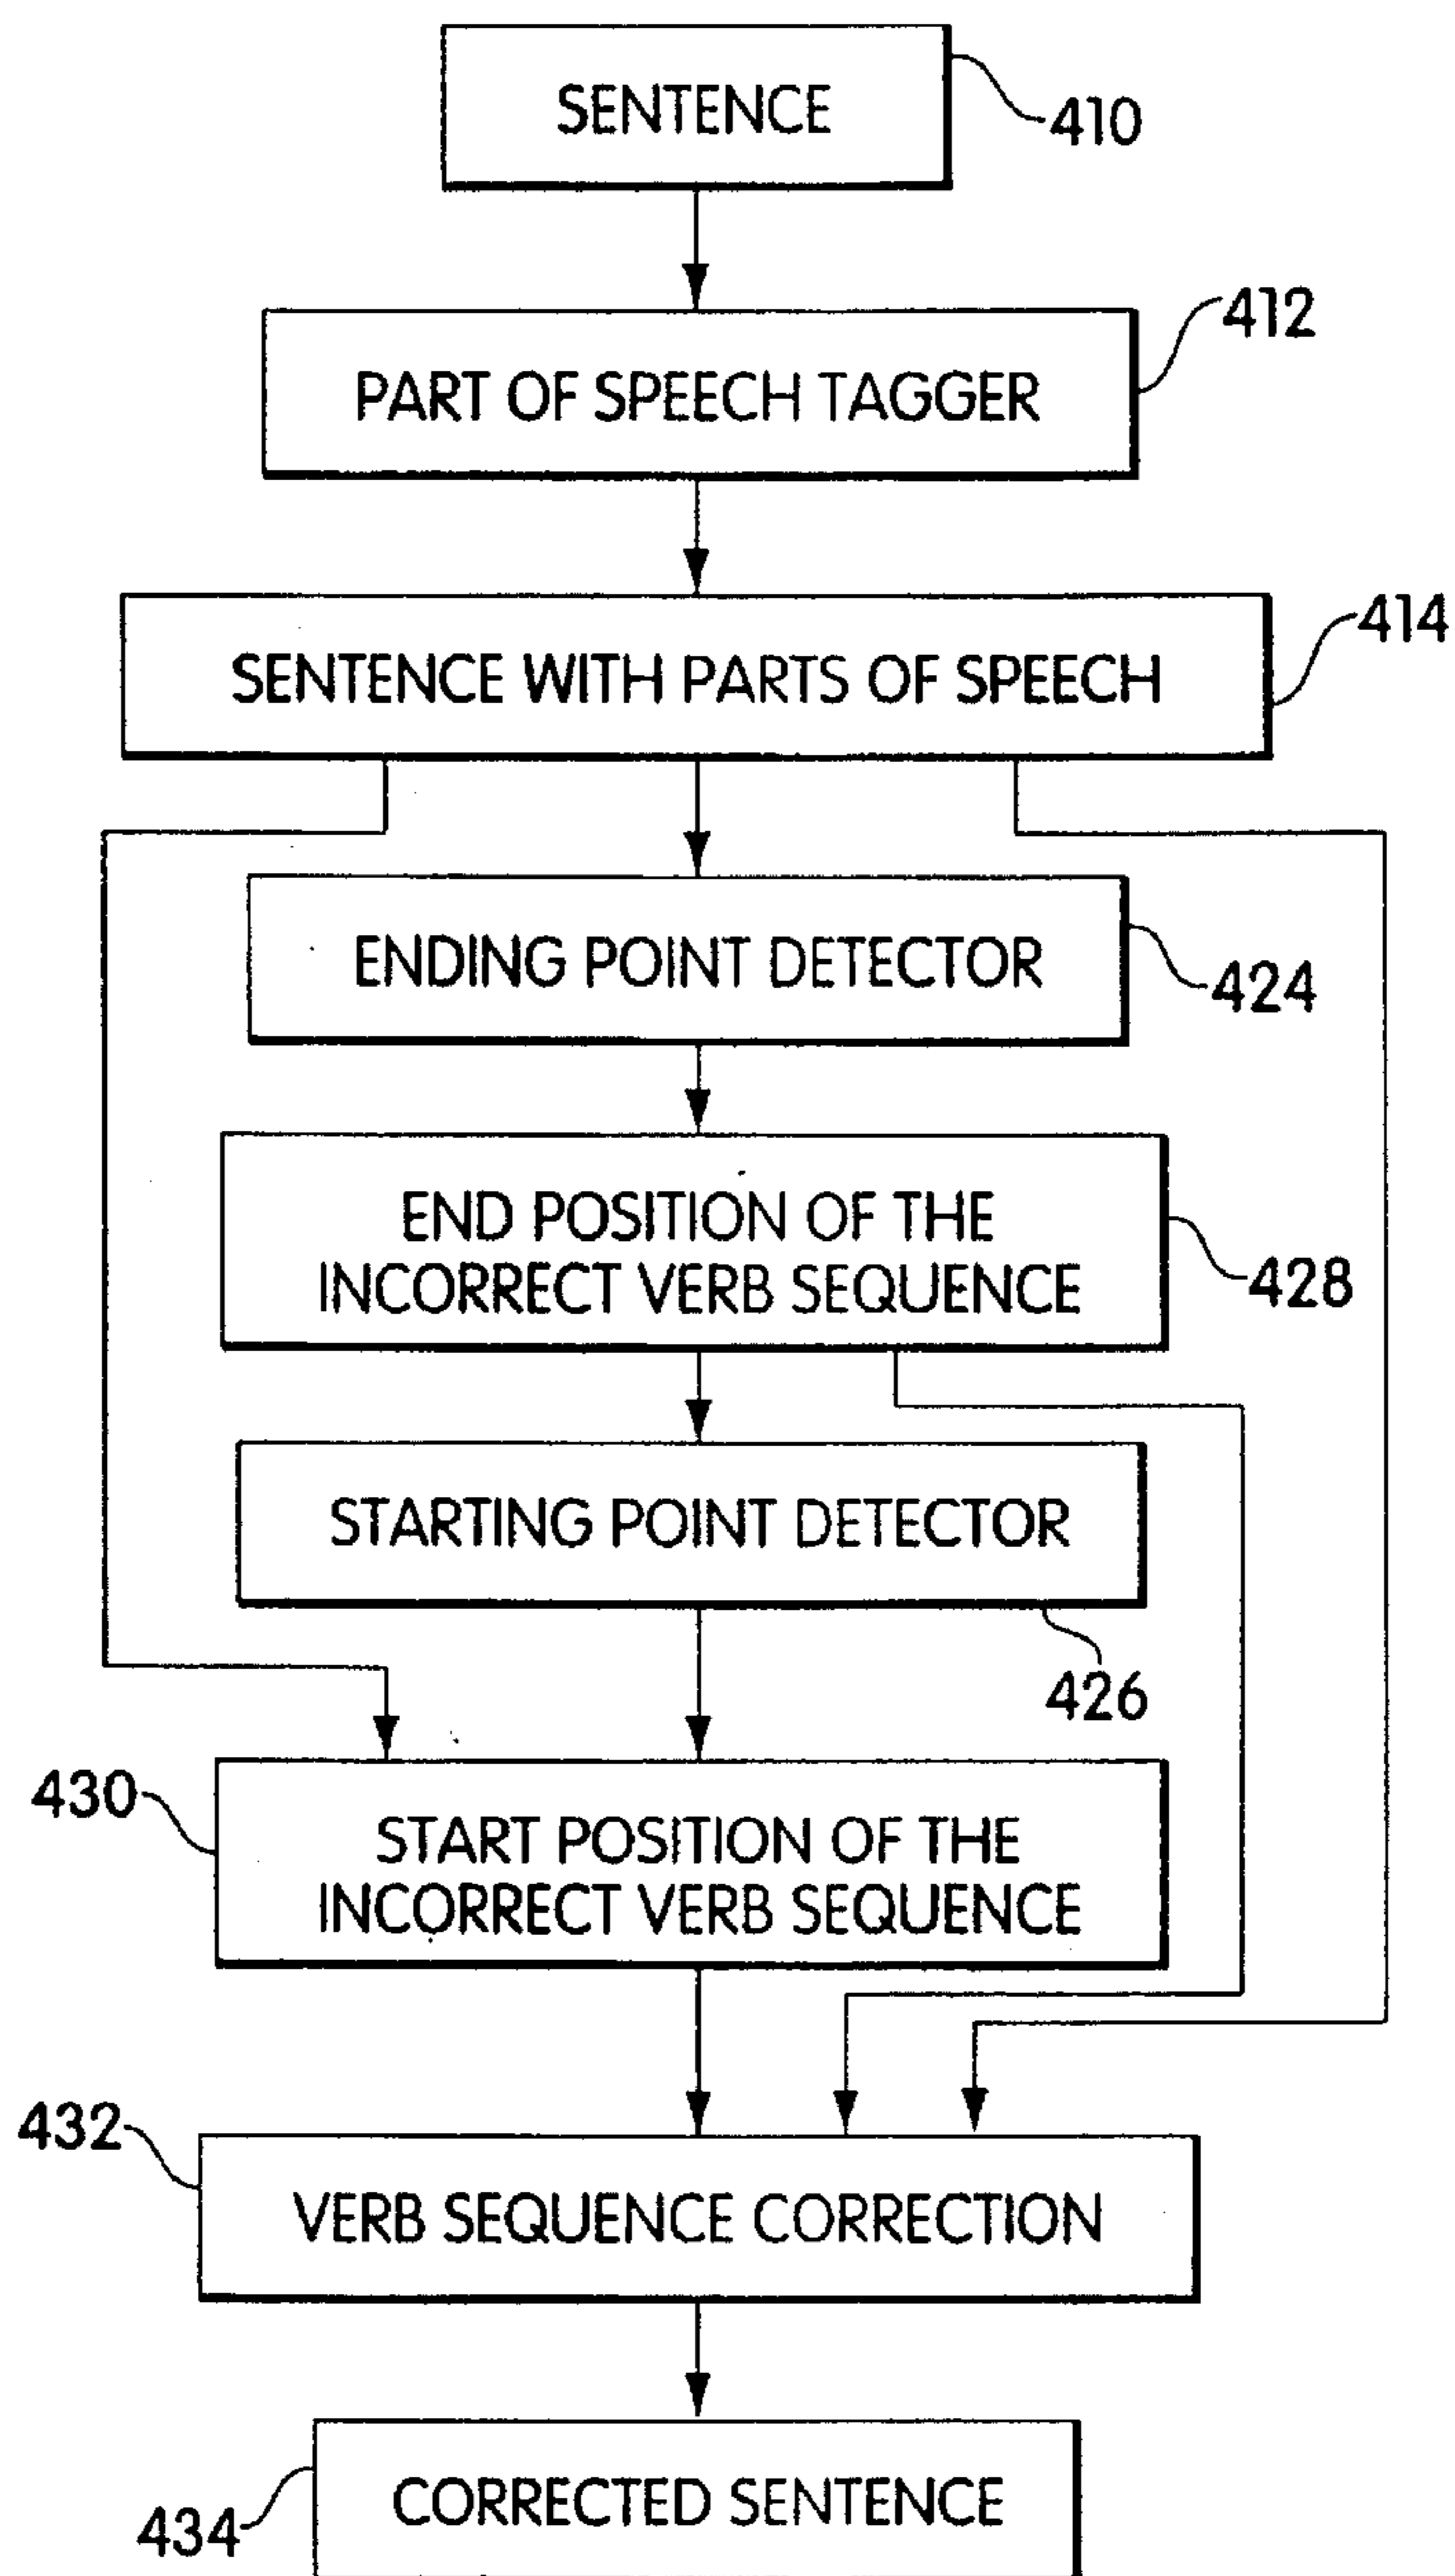 SENTENCE
410
412
PART OF SPEECH TAGGER
414
SENTENCE WITH PARTS OF SPEECH
ENDING POINT DETECTOR
424
END POSITION OF THE
INCORRECT VERB SEQUENCE
428
STARTING POINT DETECTOR
426
430
START POSITION OF THE
INCORRECT VERB SEQUENCE
432
VERB SEQUENCE CORRECTION
CORRECTED SENTENCE
434